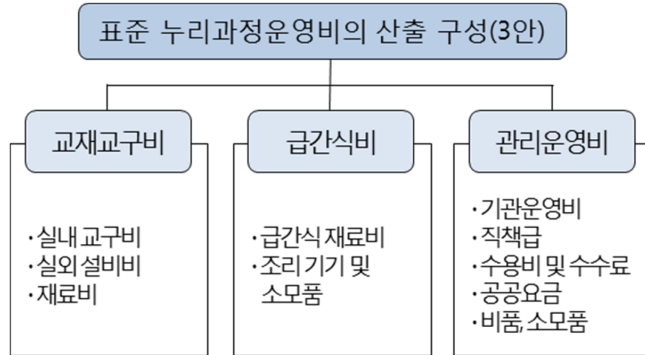 표준 누리과정운영비의 산출 구성(3안)
교재교구비
·실내 교구비
·실외 설비비
·재료비
급간식비
·급간식 재료비
·조리 기기 및
소모품
관리운영비
·기관운영비
·직책급
·수용비 및 수수료
·공공요금
·비품, 소모품